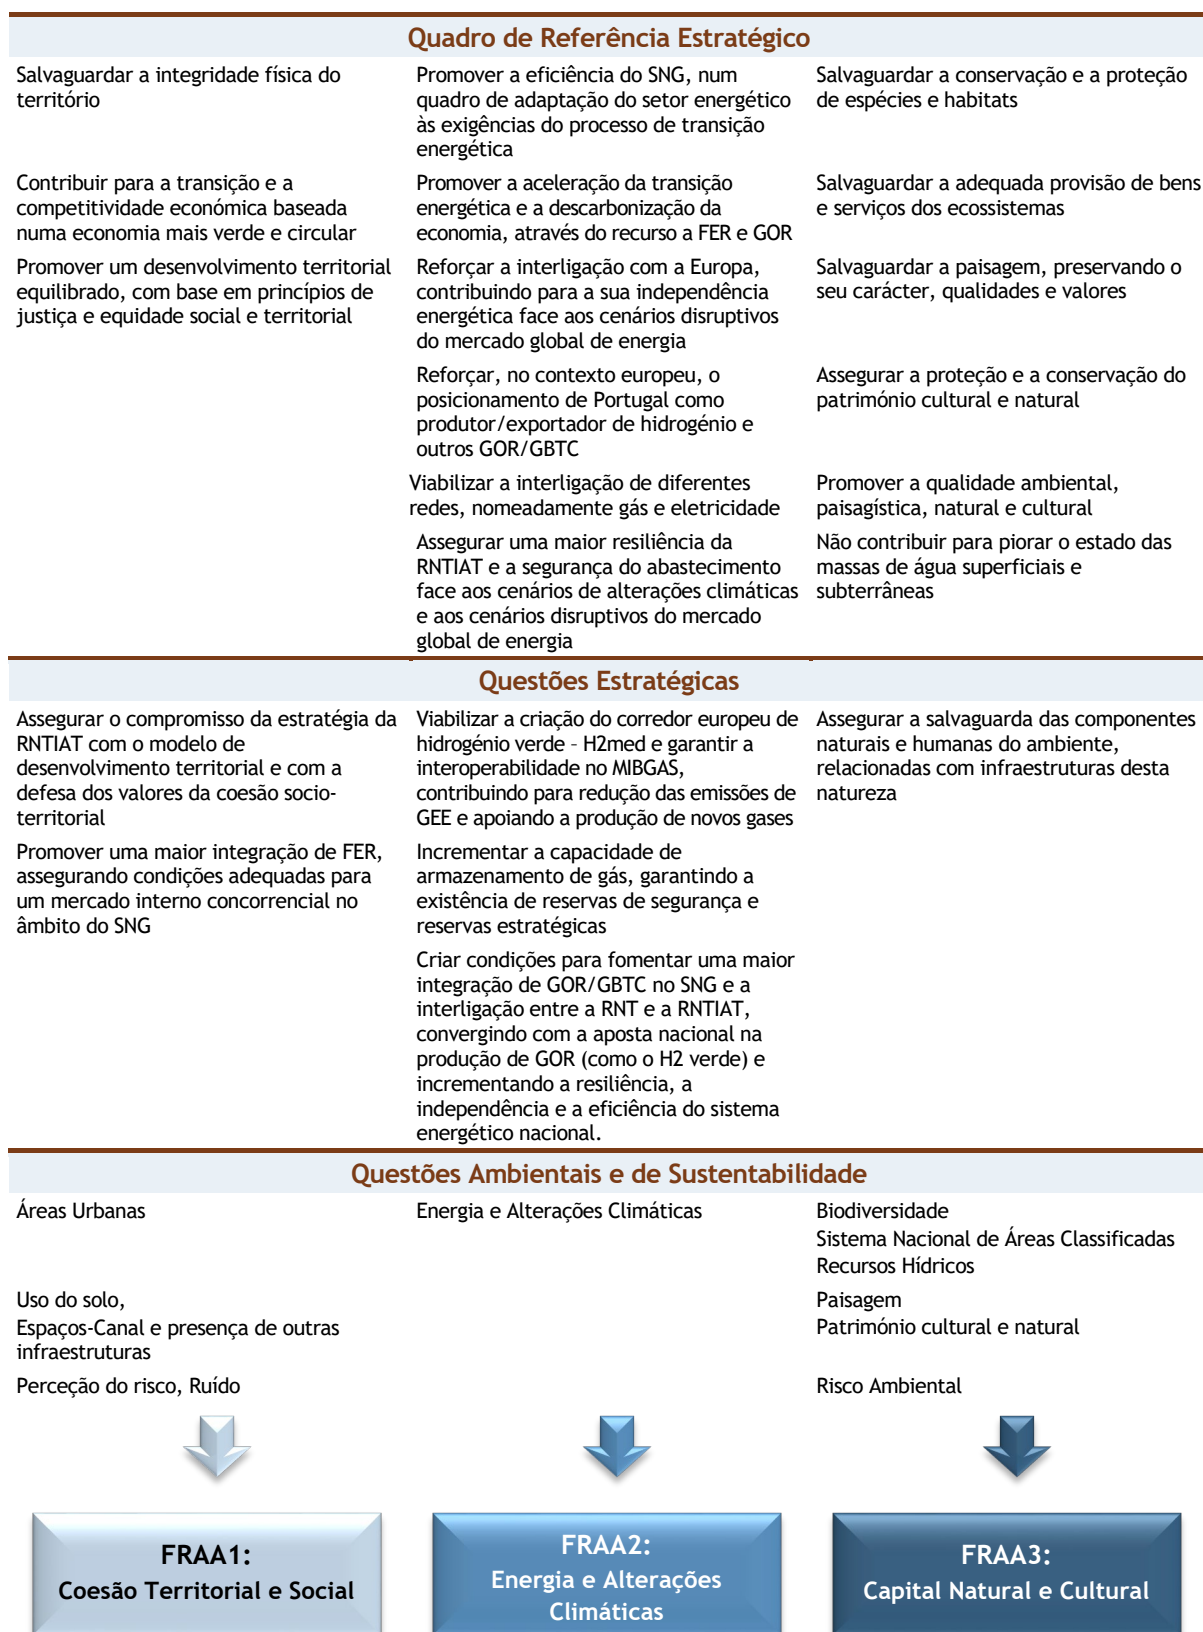 Quadro de Referência Estratégico
Salvaguardar a integridade física do
território
Promover a eficiência do SNG, num
quadro de adaptação do setor energético
às exigências do processo de transição
energética
Salvaguardar a conservação e a proteção
de espécies e habitats
Contribuir para a transição e a
competitividade económica baseada
numa economia mais verde e circular
Promover a aceleração da transição
energética e a descarbonização da
economia, através do recurso a FER e GOR
Salvaguardar a adequada provisão de bens
e serviços dos ecossistemas
Promover um desenvolvimento territorial
equilibrado, com base em princípios de
justiça e equidade social e territorial
Reforçar a interligação com a Europa,
contribuindo para a sua independência
energética face aos cenários disruptivos
do mercado global de energia
Salvaguardar a paisagem, preservando o
seu carácter, qualidades e valores
Reforçar, no contexto europeu, o
posicionamento de Portugal como
produtor/exportador de hidrogénio e
outros GOR/GBTC
Assegurar a proteção e a conservação do
património cultural e natural
Viabilizar a interligação de diferentes
redes, nomeadamente gás e eletricidade
Promover a qualidade ambiental,
paisagística, natural e cultural
Assegurar uma maior resiliência da
RNTIAT e a segurança do abastecimento
face aos cenários de alterações climáticas
e aos cenários disruptivos do mercado
global de energia
Não contribuir para piorar o estado das
massas de água superficiais e
subterrâneas
Questões Estratégicas
Assegurar o compromisso da estratégia da
RNTIAT com o modelo de
desenvolvimento territorial e com a
defesa dos valores da coesão socio-
territorial
Viabilizar a criação do corredor europeu de
hidrogénio verde – H2med e garantir a
interoperabilidade no MIBGAS,
contribuindo para redução das emissões de
GEE e apoiando a produção de novos gases
Assegurar a salvaguarda das componentes
naturais e humanas do ambiente,
relacionadas com infraestruturas desta
natureza
Promover uma maior integração de FER,
assegurando condições adequadas para
um mercado interno concorrencial no
âmbito do SNG
Incrementar a capacidade de
armazenamento de gás, garantindo a
existência de reservas de segurança e
reservas estratégicas
Criar condições para fomentar uma maior
integração de GOR/GBTC no SNG e a
interligação entre a RNT e a RNTIAT,
convergindo com a aposta nacional na
produção de GOR (como o H2 verde) e
incrementando a resiliência, a
independência e a eficiência do sistema
energético nacional.
Questões Ambientais e de Sustentabilidade
Áreas Urbanas
Energia e Alterações Climáticas
Biodiversidade
Sistema Nacional de Áreas Classificadas
Recursos Hídricos
Uso do solo,
Espaços-Canal e presença de outras
infraestruturas
Paisagem
Património cultural e natural
Perceção do risco, Ruído
Risco Ambiental
FRAA1:
Coesão Territorial e Social
FRAA2:
Energia e Alterações
Climáticas
FRAA3:
Capital Natural e Cultural